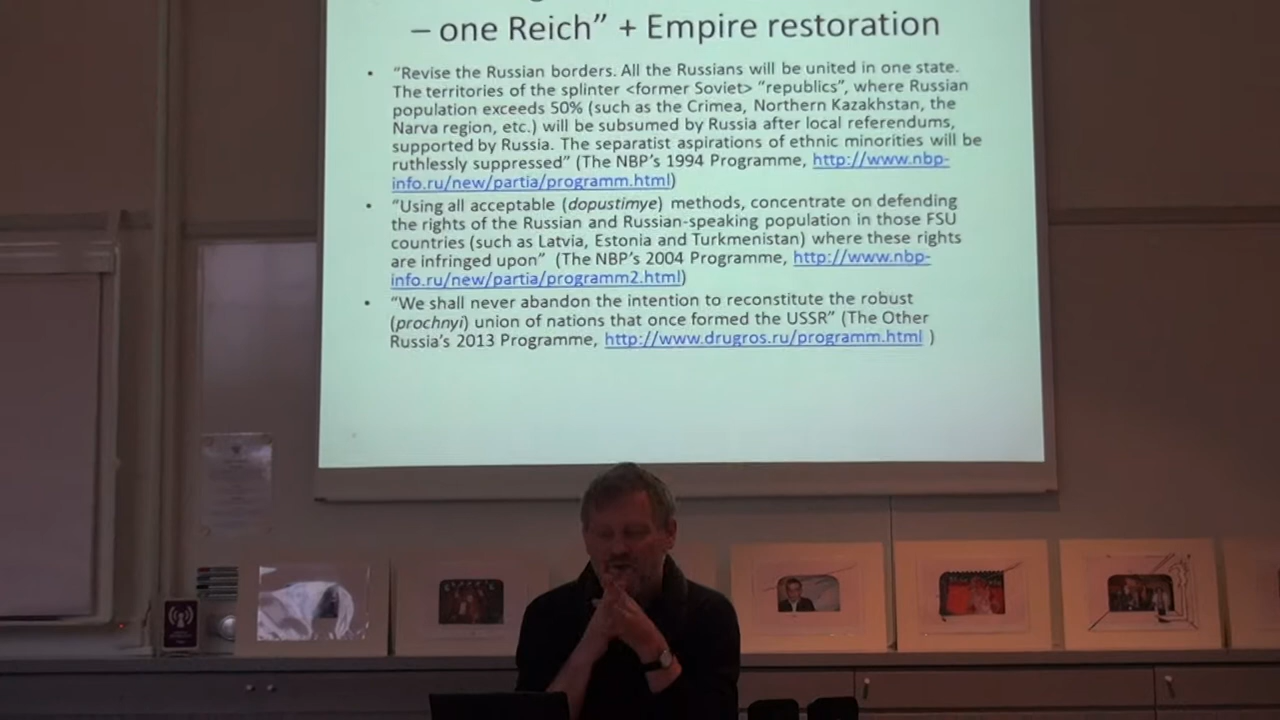 – one Reich” + Empire restoration
• “Revise the Russian borders. All the Russians will be united in one state.
The territories of the splinter <former Soviet> “republics”, where Russian
population exceeds 50% (such as the Crimea, Northern Kazakhstan, the
Narva region, etc.) will be subsumed by Russia after local referendums,
supported by Russia. The separatist aspirations of ethnic minorities will be
ruthlessly suppressed” (The NBP’s 1994 Programme, http://www.nbp-
info.ru/new/partia/programm.html)
• “Using all acceptable (dopustimye) methods, concentrate on defending
the rights of the Russian and Russian-speaking population in those FSU
countries (such as Latvia, Estonia and Turkmenistan) where these rights
are infringed upon” (The NBP’s 2004 Programme, http://www.nbp-
info.ru/new/partia/programm2.html)
• “We shall never abandon the intention to reconstitute the robust
(prochnyi) union of nations that once formed the USSR” (The Other
Russia’s 2013 Programme, http://www.drugros.ru/programm.html )